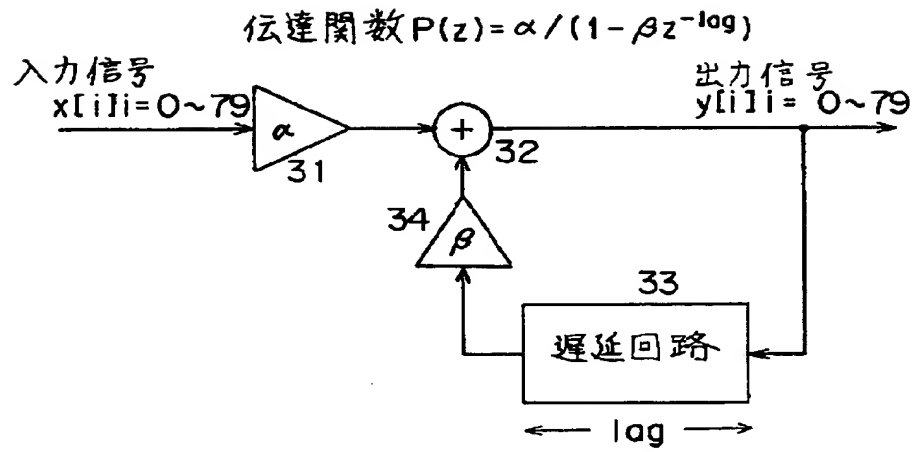 伝達関数P(z)=α/(1-βz^-lag)
入力信号
x[i]i=0~79
出力信号
y[i]i= 0~79
α
31
+
32
34
β
33
遅延回路
lag